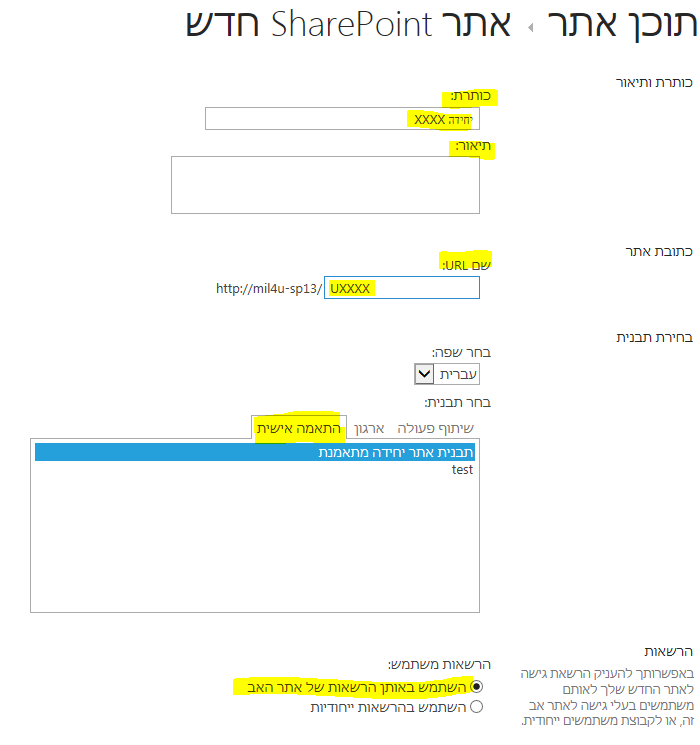 תוכן אתר ‹ אתר SharePoint חדש
כותרת ותיאור
כותרת:
יחידה XXXX
תיאור:
כתובת אתר
שם URL:
http://mil4u-sp13/ UXXXX
בחירת תבנית
בחר שפה:
עברית
בחר תבנית:
שיתוף פעולה ארגון התאמה אישית
תבנית אתר יחידה מתאמנת
test
הרשאות
באפשרותך להעניק הרשאת גישה
לאתר החדש שלך לאותם
משתמשים בעלי גישה לאתר אב
זה, או לקבוצת משתמשים ייחודית.
הרשאות משתמש:
השתמש באותן הרשאות של אתר האב
השתמש בהרשאות ייחודיות